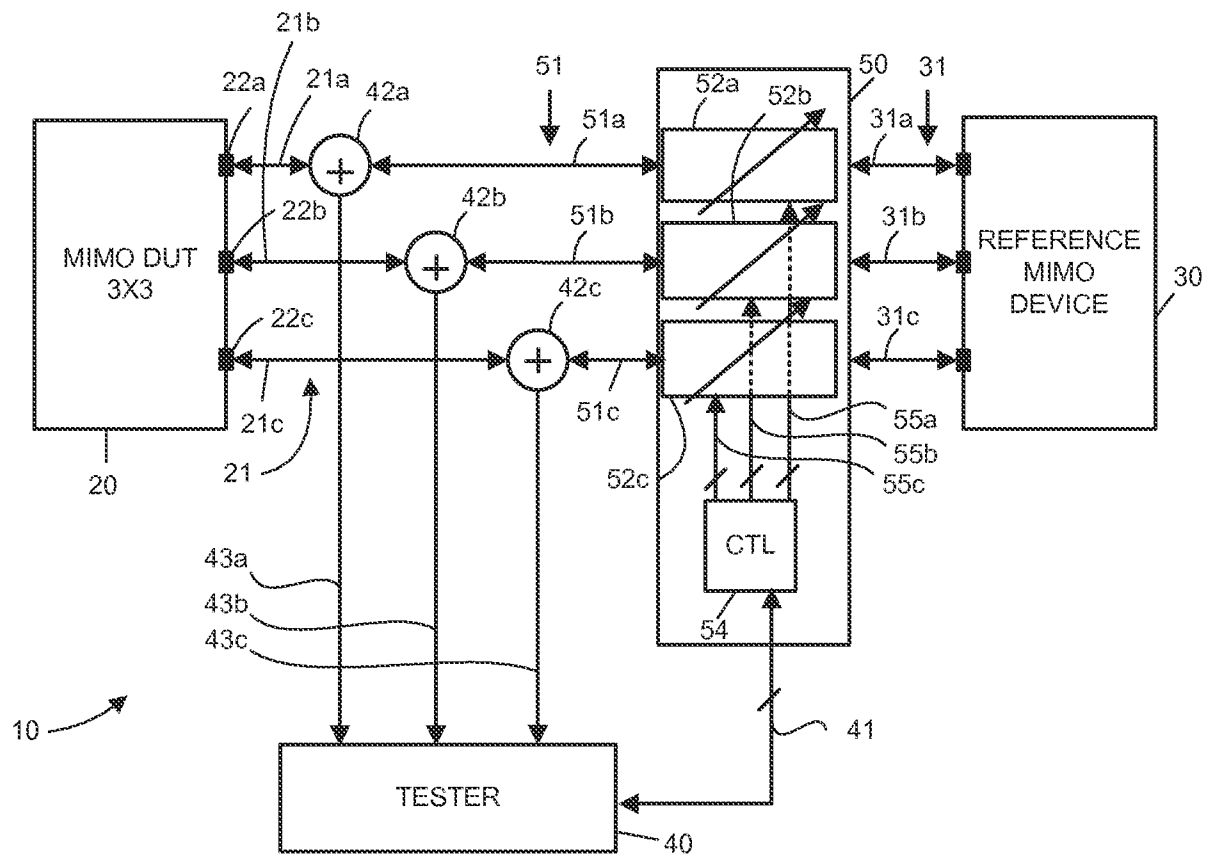 21b
51
50
31
22a
21a
42a
52a
52b
51a
31a
+
22b
42b
51b
31b
MIMO DUT
3X3
+
REFERENCE
MIMO
DEVICE
42c
30
22c
31c
+
21c
51c
55a
20
21
52c
55b
55c
CTL
43a
43b
54
43c
10
41
TESTER
40